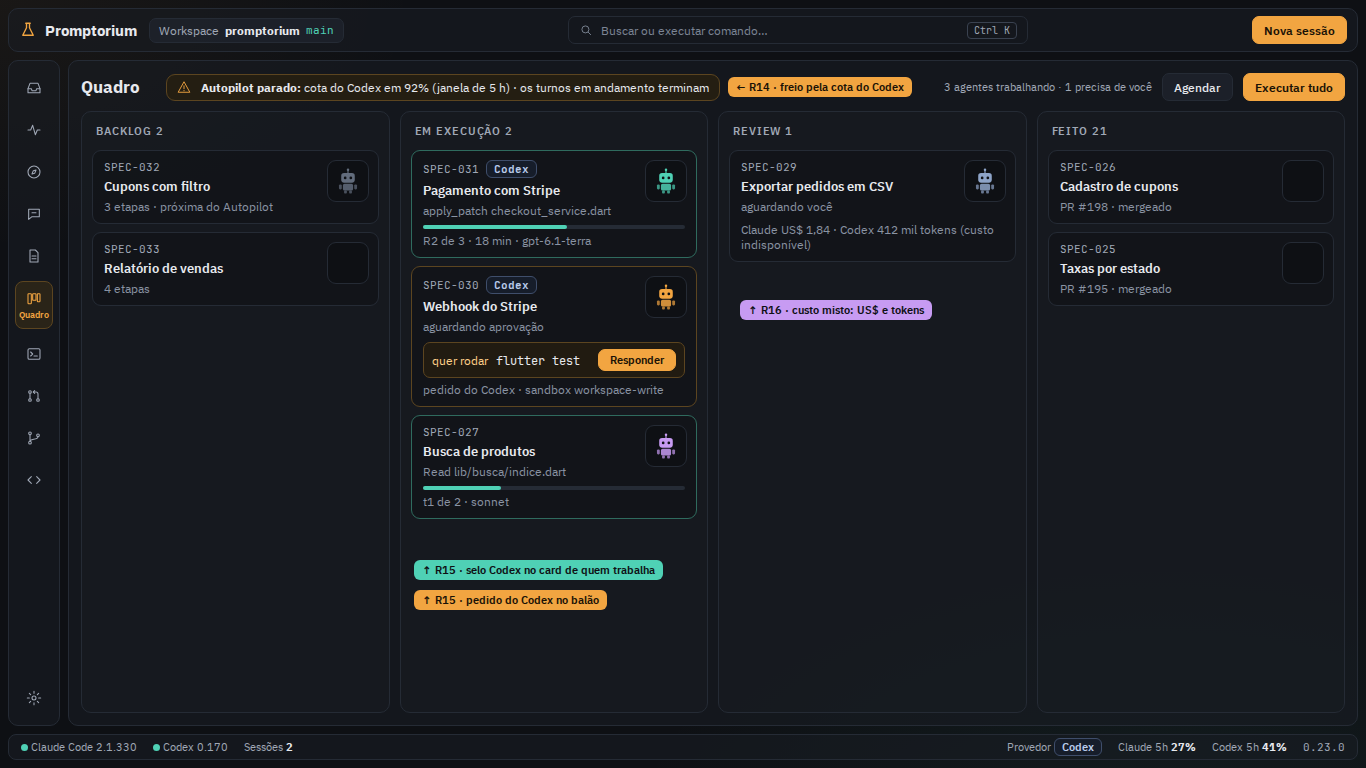 Promptorium
Workspace promptorium main
Buscar ou executar comando...
Ctrl K
Nova sessão
Quadro
Autopilot parado: cota do Codex em 92% (janela de 5 h) · os turnos em andamento terminam
← R14 · freio pela cota do Codex
3 agentes trabalhando · 1 precisa de você
Agendar
Executar tudo
Quadro
BACKLOG 2
SPEC-032
Cupons com filtro
3 etapas · próxima do Autopilot
SPEC-033
Relatório de vendas
4 etapas
EM EXECUÇÃO 2
SPEC-031 Codex
Pagamento com Stripe
apply_patch checkout_service.dart
R2 de 3 · 18 min · gpt-6.1-terra
SPEC-030 Codex
Webhook do Stripe
aguardando aprovação
quer rodar flutter test
Responder
pedido do Codex · sandbox workspace-write
SPEC-027
Busca de produtos
Read lib/busca/indice.dart
t1 de 2 · sonnet
↑ R15 · selo Codex no card de quem trabalha
↑ R15 · pedido do Codex no balão
REVIEW 1
SPEC-029
Exportar pedidos em CSV
aguardando você
Claude US$ 1,84 · Codex 412 mil tokens (custo
indisponível)
↑ R16 · custo misto: US$ e tokens
FEITO 21
SPEC-026
Cadastro de cupons
PR #198 · mergeado
SPEC-025
Taxas por estado
PR #195 · mergeado
Claude Code 2.1.330
Codex 0.170
Sessões 2
Provedor Codex
Claude 5h 27%
Codex 5h 41%
0.23.0